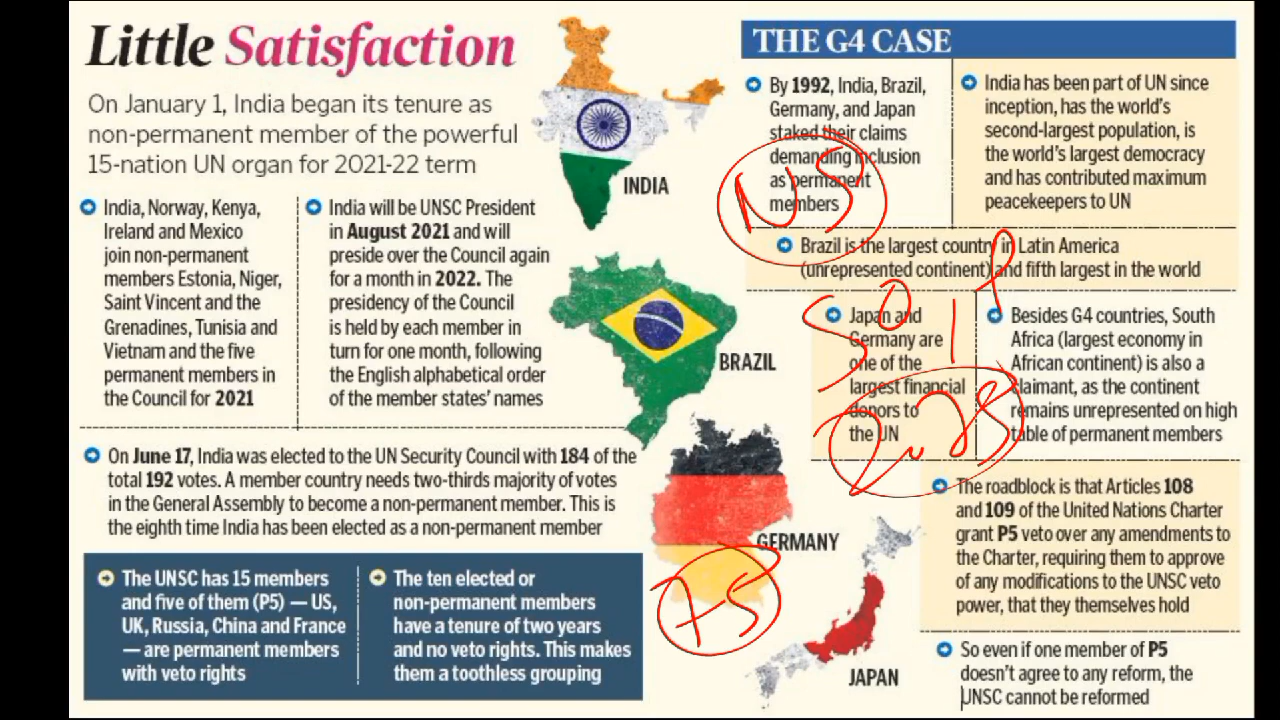 Little Satisfaction
On January 1, India began its tenure as
non-permanent member of the powerful
15-nation UN organ for 2021-22 term
India, Norway, Kenya,
Ireland and Mexico
join non-permanent
members Estonia, Niger,
Saint Vincent and the
Grenadines, Tunisia and
Vietnam and the five
permanent members in
the Council for 2021
India will be UNSC President
in August 2021 and will
preside over the Council again
for a month in 2022. The
presidency of the Council
is held by each member in
turn for one month, following
the English alphabetical order
of the member states' names
On June 17, India was elected to the UN Security Council with 184 of the
total 192 votes. A member country needs two-thirds majority of votes
in the General Assembly to become a non-permanent member. This is
the eighth time India has been elected as a non-permanent member
The UNSC has 15 members
and five of them (P5) — US,
UK, Russia, China and France
— are permanent members
with veto rights
The ten elected or
non-permanent members
have a tenure of two years
and no veto rights. This makes
them a toothless grouping
INDIA
BRAZIL
GERMANY
JAPAN
THE G4 CASE
By 1992, India, Brazil,
Germany, and Japan
staked their claims
demanding inclusion
as permanent
members
India has been part of UN since
inception, has the world's
second-largest population, is
the world's largest democracy
and has contributed maximum
peacekeepers to UN
Brazil is the largest country in Latin America
(unrepresented continent) and fifth largest in the world
Japan and
Germany are
one of the
largest financial
donors to
the UN
Besides G4 countries, South
Africa (largest economy in
African continent) is also a
claimant, as the continent
remains unrepresented on high
table of permanent members
The roadblock is that Articles 108
and 109 of the United Nations Charter
grant P5 veto over any amendments to
the Charter, requiring them to approve
of any modifications to the UNSC veto
power, that they themselves hold
So even if one member of P5
doesn't agree to any reform, the
UNSC cannot be reformed